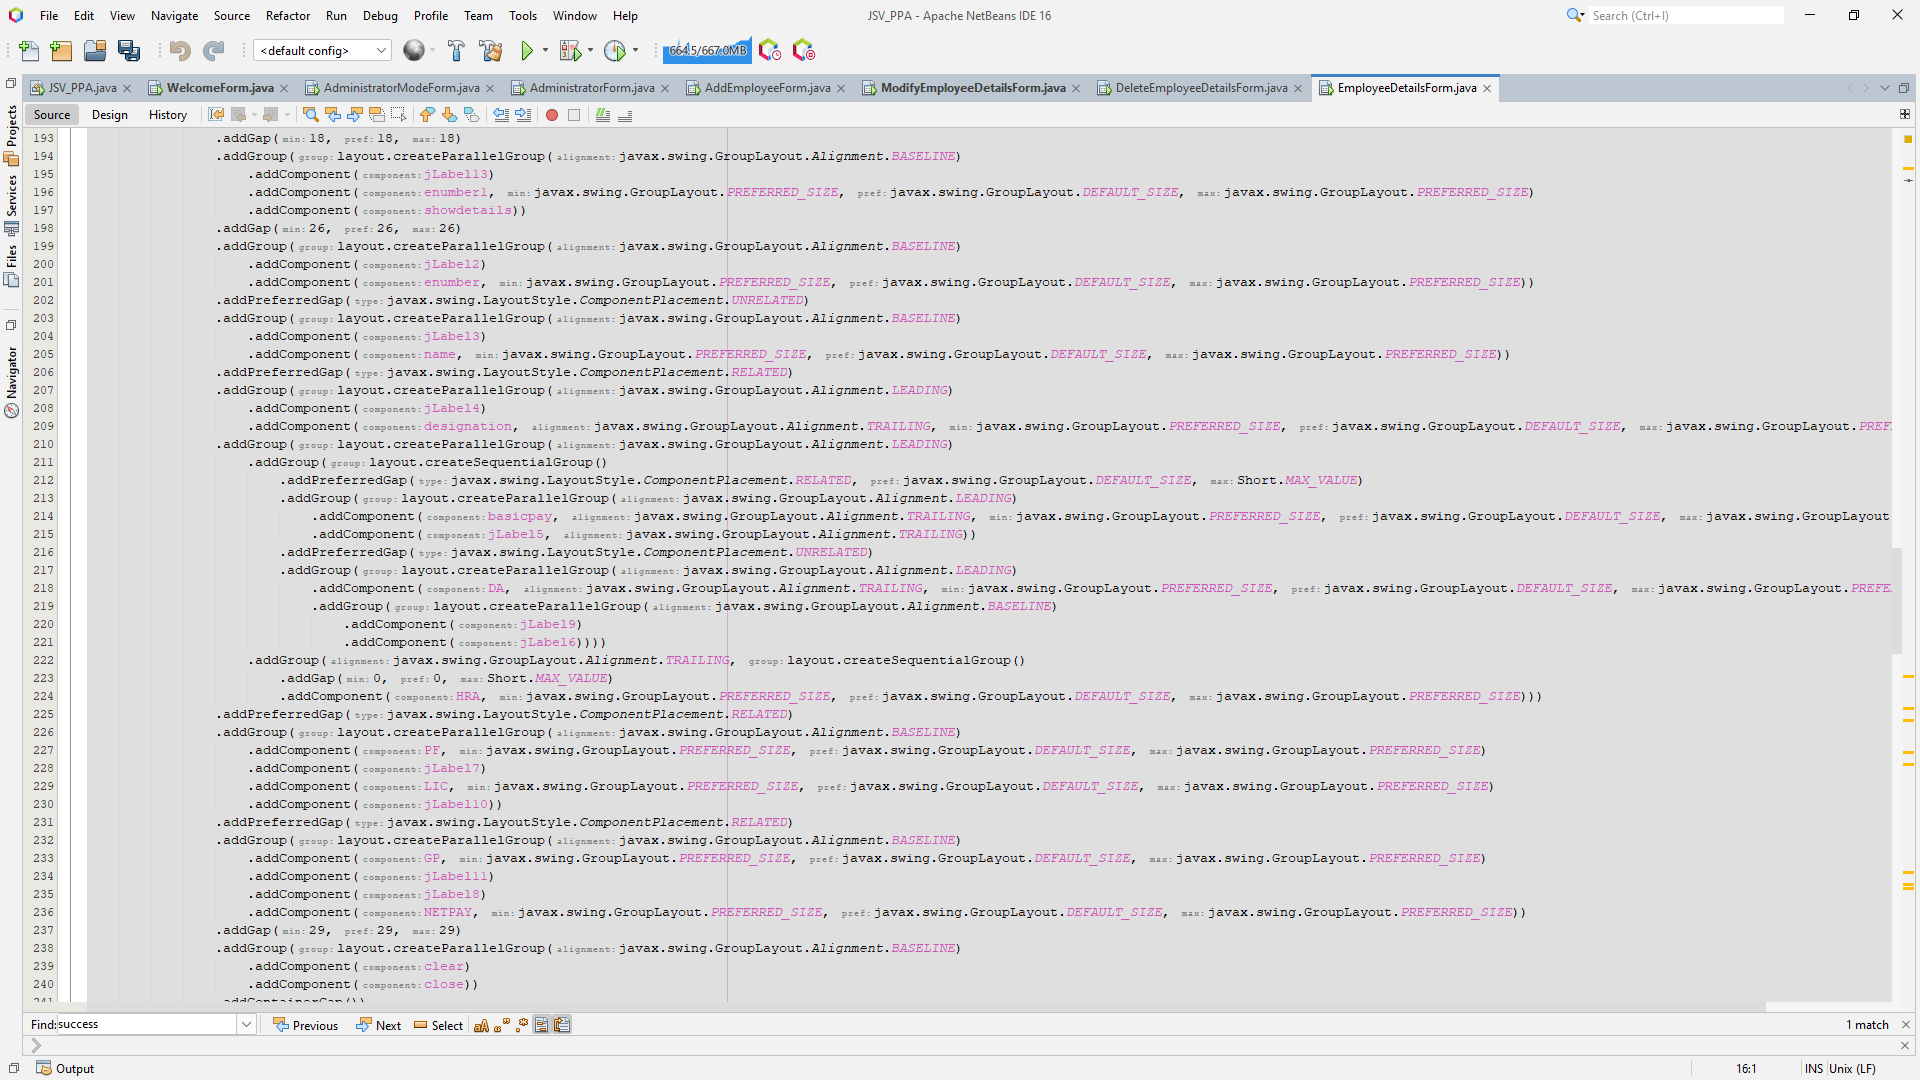 File Edit View Navigate Source Refactor Run Debug Profile Team Tools Window Help
JSV_PPA - Apache NetBeans IDE 16
Search (Ctrl+I)
<default config>
664.5/667.0MB
JSV_PPA.java WelcomeForm.java AdministratorModeForm.java AdministratorForm.java AddEmployeeForm.java ModifyEmployeeDetailsForm.java DeleteEmployeeDetailsForm.java EmployeeDetailsForm.java
Source Design History
Projects
Services
Files
Navigator
193 .addGap(min:18, pref:18, max:18)
194 .addGroup(group:layout.createParallelGroup(alignment:javax.swing.GroupLayout.Alignment.BASELINE)
195 .addComponent(component:jLabel13)
196 .addComponent(component:enumber1, min:javax.swing.GroupLayout.PREFERRED_SIZE, pref:javax.swing.GroupLayout.DEFAULT_SIZE, max:javax.swing.GroupLayout.PREFERRED_SIZE)
197 .addComponent(component:showdetails))
198 .addGap(min:26, pref:26, max:26)
199 .addGroup(group:layout.createParallelGroup(alignment:javax.swing.GroupLayout.Alignment.BASELINE)
200 .addComponent(component:jLabel2)
201 .addComponent(component:enumber, min:javax.swing.GroupLayout.PREFERRED_SIZE, pref:javax.swing.GroupLayout.DEFAULT_SIZE, max:javax.swing.GroupLayout.PREFERRED_SIZE))
202 .addPreferredGap(type:javax.swing.LayoutStyle.ComponentPlacement.UNRELATED)
203 .addGroup(group:layout.createParallelGroup(alignment:javax.swing.GroupLayout.Alignment.BASELINE)
204 .addComponent(component:jLabel3)
205 .addComponent(component:name, min:javax.swing.GroupLayout.PREFERRED_SIZE, pref:javax.swing.GroupLayout.DEFAULT_SIZE, max:javax.swing.GroupLayout.PREFERRED_SIZE))
206 .addPreferredGap(type:javax.swing.LayoutStyle.ComponentPlacement.RELATED)
207 .addGroup(group:layout.createParallelGroup(alignment:javax.swing.GroupLayout.Alignment.LEADING)
208 .addComponent(component:jLabel4)
209 .addComponent(component:designation, alignment:javax.swing.GroupLayout.Alignment.TRAILING, min:javax.swing.GroupLayout.PREFERRED_SIZE, pref:javax.swing.GroupLayout.DEFAULT_SIZE, max:javax.swing.GroupLayout.PREF
210 .addGroup(group:layout.createParallelGroup(alignment:javax.swing.GroupLayout.Alignment.LEADING)
211 .addGroup(group:layout.createSequentialGroup()
212 .addPreferredGap(type:javax.swing.LayoutStyle.ComponentPlacement.RELATED, pref:javax.swing.GroupLayout.DEFAULT_SIZE, max:Short.MAX_VALUE)
213 .addGroup(group:layout.createParallelGroup(alignment:javax.swing.GroupLayout.Alignment.LEADING)
214 .addComponent(component:basicpay, alignment:javax.swing.GroupLayout.Alignment.TRAILING, min:javax.swing.GroupLayout.PREFERRED_SIZE, pref:javax.swing.GroupLayout.DEFAULT_SIZE, max:javax.swing.GroupLayout
215 .addComponent(component:jLabel5, alignment:javax.swing.GroupLayout.Alignment.TRAILING))
216 .addPreferredGap(type:javax.swing.LayoutStyle.ComponentPlacement.UNRELATED)
217 .addGroup(group:layout.createParallelGroup(alignment:javax.swing.GroupLayout.Alignment.LEADING)
218 .addComponent(component:DA, alignment:javax.swing.GroupLayout.Alignment.TRAILING, min:javax.swing.GroupLayout.PREFERRED_SIZE, pref:javax.swing.GroupLayout.DEFAULT_SIZE, max:javax.swing.GroupLayout.PREFE
219 .addGroup(group:layout.createParallelGroup(alignment:javax.swing.GroupLayout.Alignment.BASELINE)
220 .addComponent(component:jLabel9)
221 .addComponent(component:jLabel6))))
222 .addGroup(alignment:javax.swing.GroupLayout.Alignment.TRAILING, group:layout.createSequentialGroup()
223 .addGap(min:0, pref:0, max:Short.MAX_VALUE)
224 .addComponent(component:HRA, min:javax.swing.GroupLayout.PREFERRED_SIZE, pref:javax.swing.GroupLayout.DEFAULT_SIZE, max:javax.swing.GroupLayout.PREFERRED_SIZE)))
225 .addPreferredGap(type:javax.swing.LayoutStyle.ComponentPlacement.RELATED)
226 .addGroup(group:layout.createParallelGroup(alignment:javax.swing.GroupLayout.Alignment.BASELINE)
227 .addComponent(component:PF, min:javax.swing.GroupLayout.PREFERRED_SIZE, pref:javax.swing.GroupLayout.DEFAULT_SIZE, max:javax.swing.GroupLayout.PREFERRED_SIZE)
228 .addComponent(component:jLabel7)
229 .addComponent(component:LIC, min:javax.swing.GroupLayout.PREFERRED_SIZE, pref:javax.swing.GroupLayout.DEFAULT_SIZE, max:javax.swing.GroupLayout.PREFERRED_SIZE)
230 .addComponent(component:jLabel10))
231 .addPreferredGap(type:javax.swing.LayoutStyle.ComponentPlacement.RELATED)
232 .addGroup(group:layout.createParallelGroup(alignment:javax.swing.GroupLayout.Alignment.BASELINE)
233 .addComponent(component:GP, min:javax.swing.GroupLayout.PREFERRED_SIZE, pref:javax.swing.GroupLayout.DEFAULT_SIZE, max:javax.swing.GroupLayout.PREFERRED_SIZE)
234 .addComponent(component:jLabel11)
235 .addComponent(component:jLabel8)
236 .addComponent(component:NETPAY, min:javax.swing.GroupLayout.PREFERRED_SIZE, pref:javax.swing.GroupLayout.DEFAULT_SIZE, max:javax.swing.GroupLayout.PREFERRED_SIZE))
237 .addGap(min:29, pref:29, max:29)
238 .addGroup(group:layout.createParallelGroup(alignment:javax.swing.GroupLayout.Alignment.BASELINE)
239 .addComponent(component:clear)
240 .addComponent(component:close))
241 .addContainerGap())
Find: success Previous Next Select 1 match
Output
16:1 INS Unix (LF)